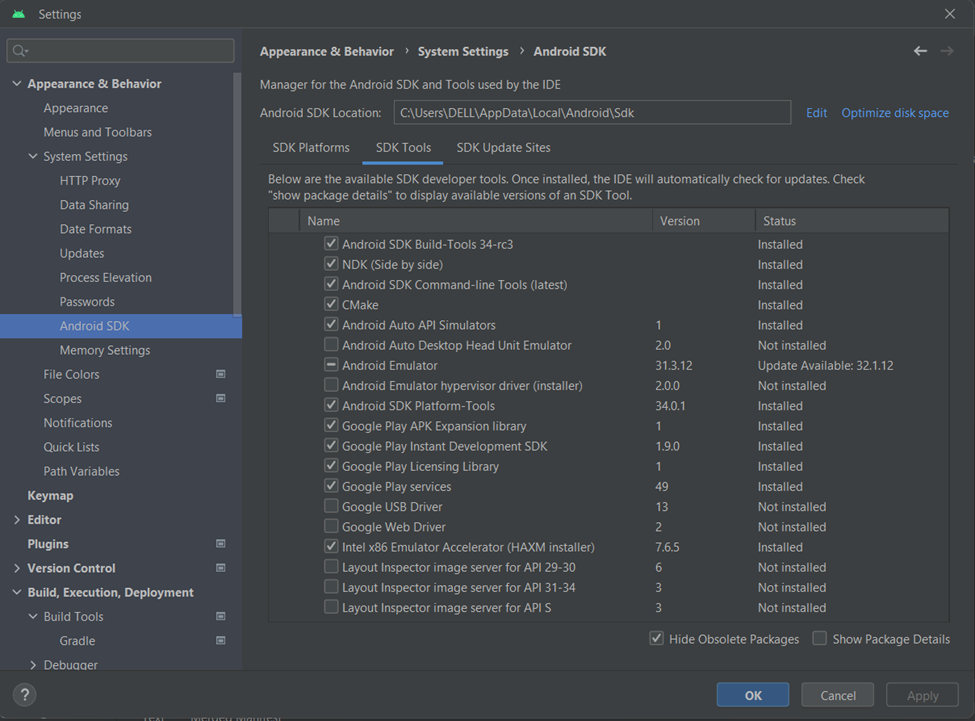 Settings
Appearance & Behavior › System Settings › Android SDK
Manager for the Android SDK and Tools used by the IDE
Android SDK Location: C:\Users\DELL\AppData\Local\Android\Sdk Edit Optimize disk space
SDK Platforms SDK Tools SDK Update Sites
Below are the available SDK developer tools. Once installed, the IDE will automatically check for updates. Check
"show package details" to display available versions of an SDK Tool.
Name Version Status
Android SDK Build-Tools 34-rc3 Installed
NDK (Side by side) Installed
Android SDK Command-line Tools (latest) Installed
CMake Installed
Android Auto API Simulators 1 Installed
Android Auto Desktop Head Unit Emulator 2.0 Not installed
Android Emulator 31.3.12 Update Available: 32.1.12
Android Emulator hypervisor driver (installer) 2.0.0 Not installed
Android SDK Platform-Tools 34.0.1 Installed
Google Play APK Expansion library 1 Installed
Google Play Instant Development SDK 1.9.0 Installed
Google Play Licensing Library 1 Installed
Google Play services 49 Installed
Google USB Driver 13 Not installed
Google Web Driver 2 Not installed
Intel x86 Emulator Accelerator (HAXM installer) 7.6.5 Installed
Layout Inspector image server for API 29-30 6 Not installed
Layout Inspector image server for API 31-34 3 Not installed
Layout Inspector image server for API S 3 Not installed
Hide Obsolete Packages Show Package Details
Appearance & Behavior
Appearance
Menus and Toolbars
System Settings
HTTP Proxy
Data Sharing
Date Formats
Updates
Process Elevation
Passwords
Android SDK
Memory Settings
File Colors
Scopes
Notifications
Quick Lists
Path Variables
Keymap
Editor
Plugins
Version Control
Build, Execution, Deployment
Build Tools
Gradle
Debugger
?
OK Cancel Apply
Text Merged Manifest